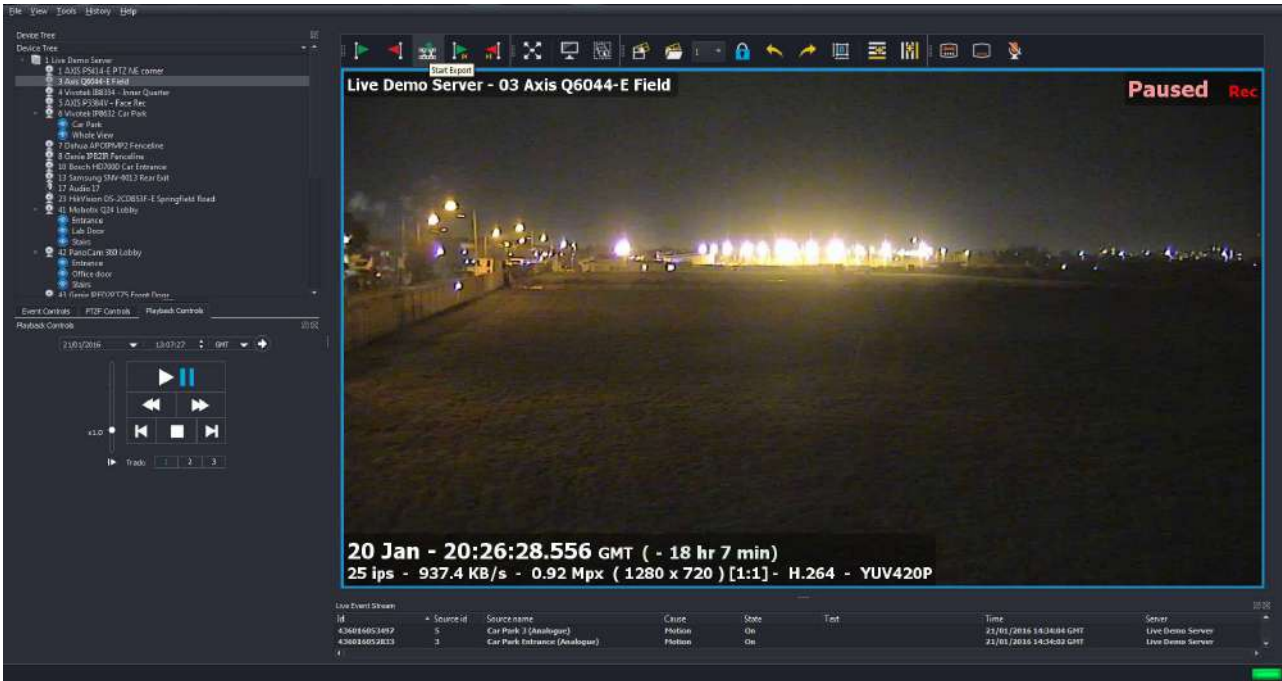 File View Tools History Help
Device Tree
Device Tree
1 Live Demo Server
1 AXIS P5414-E PTZ NE corner
3 Axis Q6044-E Field
4 Vivotek IB8334 - Inner Quarter
5 AXIS P3384V - Face Rec
6 Vivotek IP8632 Car Park
Car Park
Whole View
7 Dahua Fenceline
8 Genie IPB2IR Fenceline
10 Bosch HD700D Car Entrance
13 Samsung SNV-6013 Rear Exit
17 Audio 17
23 HikVision Springfield Road
41 Mobotix Q24 Lobby
Entrance
Lab Door
Stairs
42 PanoCam 360 Lobby
Entrance
Office door
Stairs
43 Genie Front Door
Event Controls PTZF Controls Playback Controls
Playback Controls
21/01/2016 13:07:27 GMT
x1.0
Trado 1 2 3
1
Start Export
Live Demo Server - 03 Axis Q6044-E Field
Paused Rec
20 Jan - 20:26:28.556 GMT ( - 18 hr 7 min)
25 ips - 937.4 KB/s - 0.92 Mpx ( 1280 x 720 ) [1:1] - H.264 - YUV420P
Live Event Stream
Id Source id Source name Cause State Text Time Server
436016053497 5 Car Park 3 (Analogue) Motion On 21/01/2016 14:34:04 GMT Live Demo Server
436016052833 3 Car Park Entrance (Analogue) Motion On 21/01/2016 14:34:02 GMT Live Demo Server